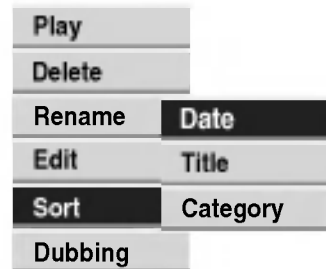 Play
Delete
Rename
Edit
Sort
Dubbing
Date
Title
Category